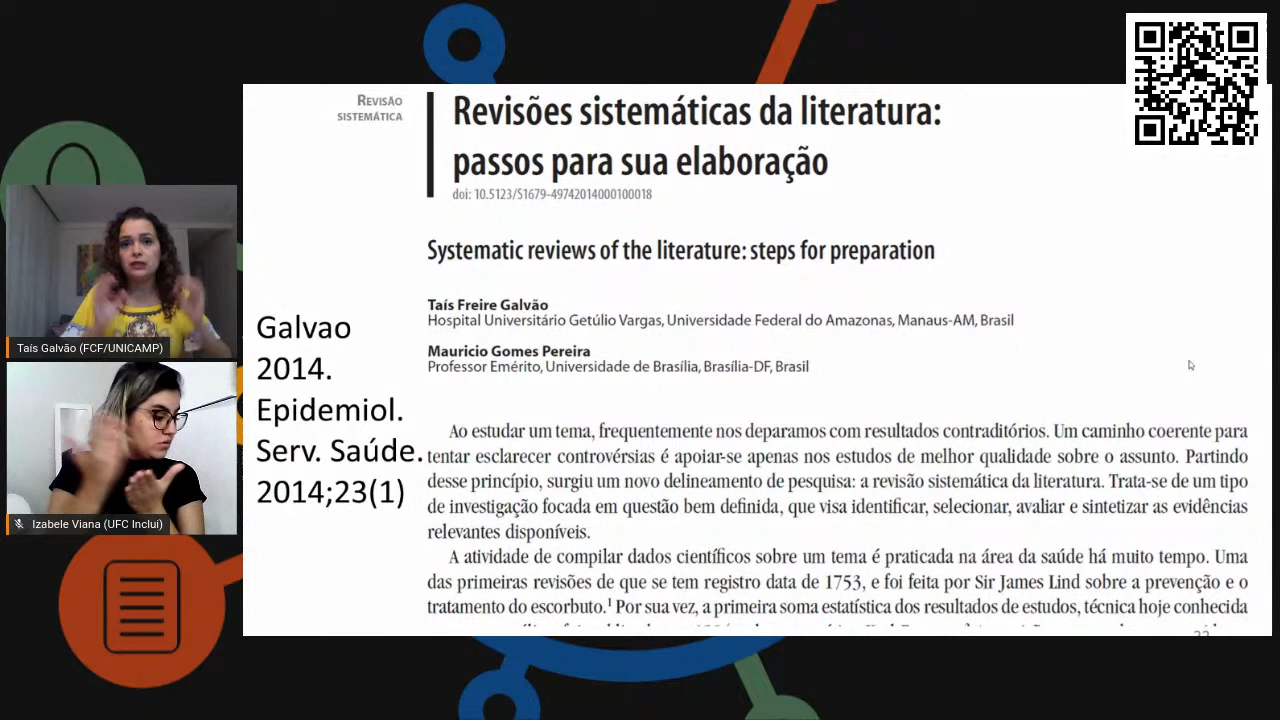 REVISÃO
SISTEMÁTICA
Revisões sistemáticas da literatura:
passos para sua elaboração
doi: 10.5123/S1679-49742014000100018
Systematic reviews of the literature: steps for preparation
Taís Freire Galvão
Hospital Universitário Getúlio Vargas, Universidade Federal do Amazonas, Manaus-AM, Brasil
Mauricio Gomes Pereira
Professor Emérito, Universidade de Brasília, Brasília-DF, Brasil
Galvao
2014.
Epidemiol.
Serv. Saúde.
2014;23(1)
Ao estudar um tema, frequentemente nos deparamos com resultados contraditórios. Um caminho coerente para
tentar esclarecer controvérsias é apoiar-se apenas nos estudos de melhor qualidade sobre o assunto. Partindo
desse princípio, surgiu um novo delineamento de pesquisa: a revisão sistemática da literatura. Trata-se de um tipo
de investigação focada em questão bem definida, que visa identificar, selecionar, avaliar e sintetizar as evidências
relevantes disponíveis.
A atividade de compilar dados científicos sobre um tema é praticada na área da saúde há muito tempo. Uma
das primeiras revisões de que se tem registro data de 1753, e foi feita por Sir James Lind sobre a prevenção e o
tratamento do escorbuto.¹ Por sua vez, a primeira soma estatística dos resultados de estudos, técnica hoje conhecida
Taís Galvão (FCF/UNICAMP)
Izabele Viana (UFC Inclui)